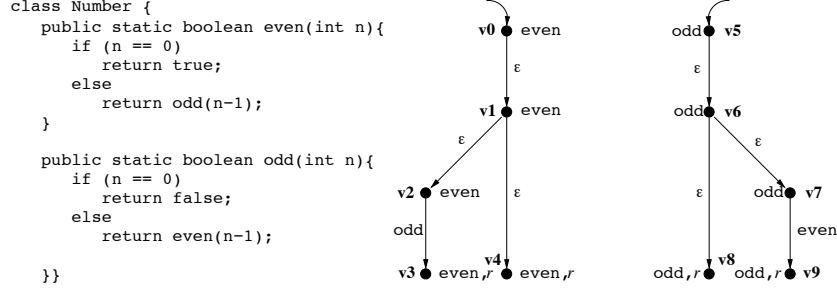 class Number {
public static boolean even(int n){
if (n == 0)
return true;
else
return odd(n-1);
}
public static boolean odd(int n){
if (n == 0)
return false;
else
return even(n-1);
}}
v0 even
ε
v1 even
ε
ε
v2 even
odd
v3 even,r
v4 even,r
odd v5
ε
odd v6
ε
ε
odd v7
even
v8
odd,r
odd,r v9